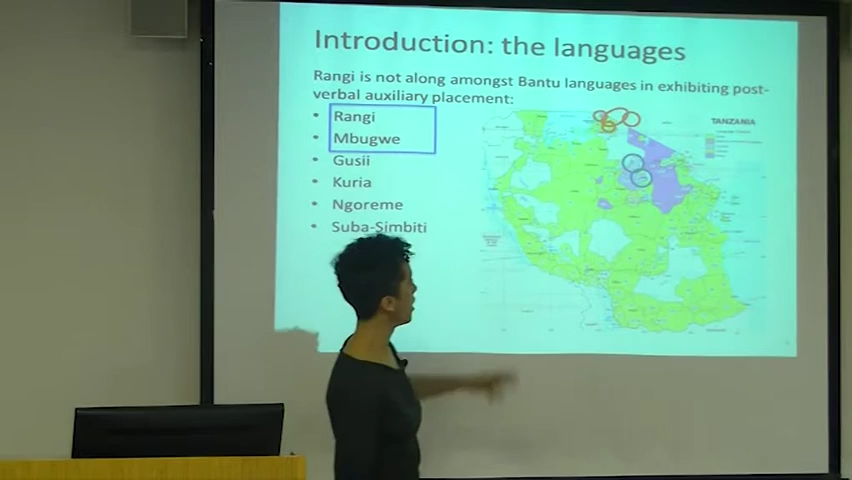 Introduction: the languages
Rangi is not along amongst Bantu languages in exhibiting post-
verbal auxiliary placement:
• Rangi
• Mbugwe
• Gusii
• Kuria
• Ngoreme
• Suba-Simbiti
TANZANIA